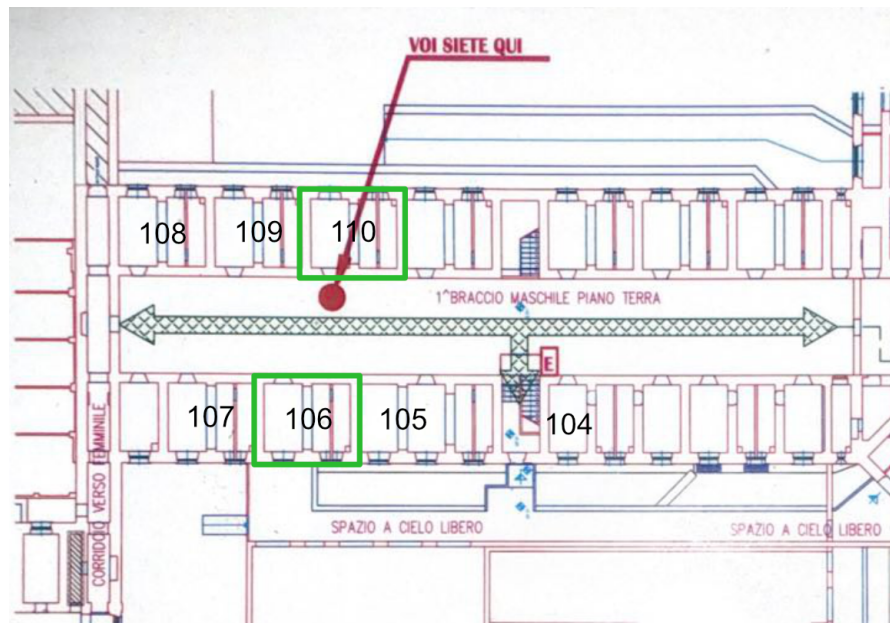 VOI SIETE QUI
108
109
110
1^BRACCIO MASCHILE PIANO TERRA
E
107
106
105
104
CORRIDOIO VERSO FEMMINILE
SPAZIO A CIELO LIBERO
SPAZIO A CIELO LIBERO